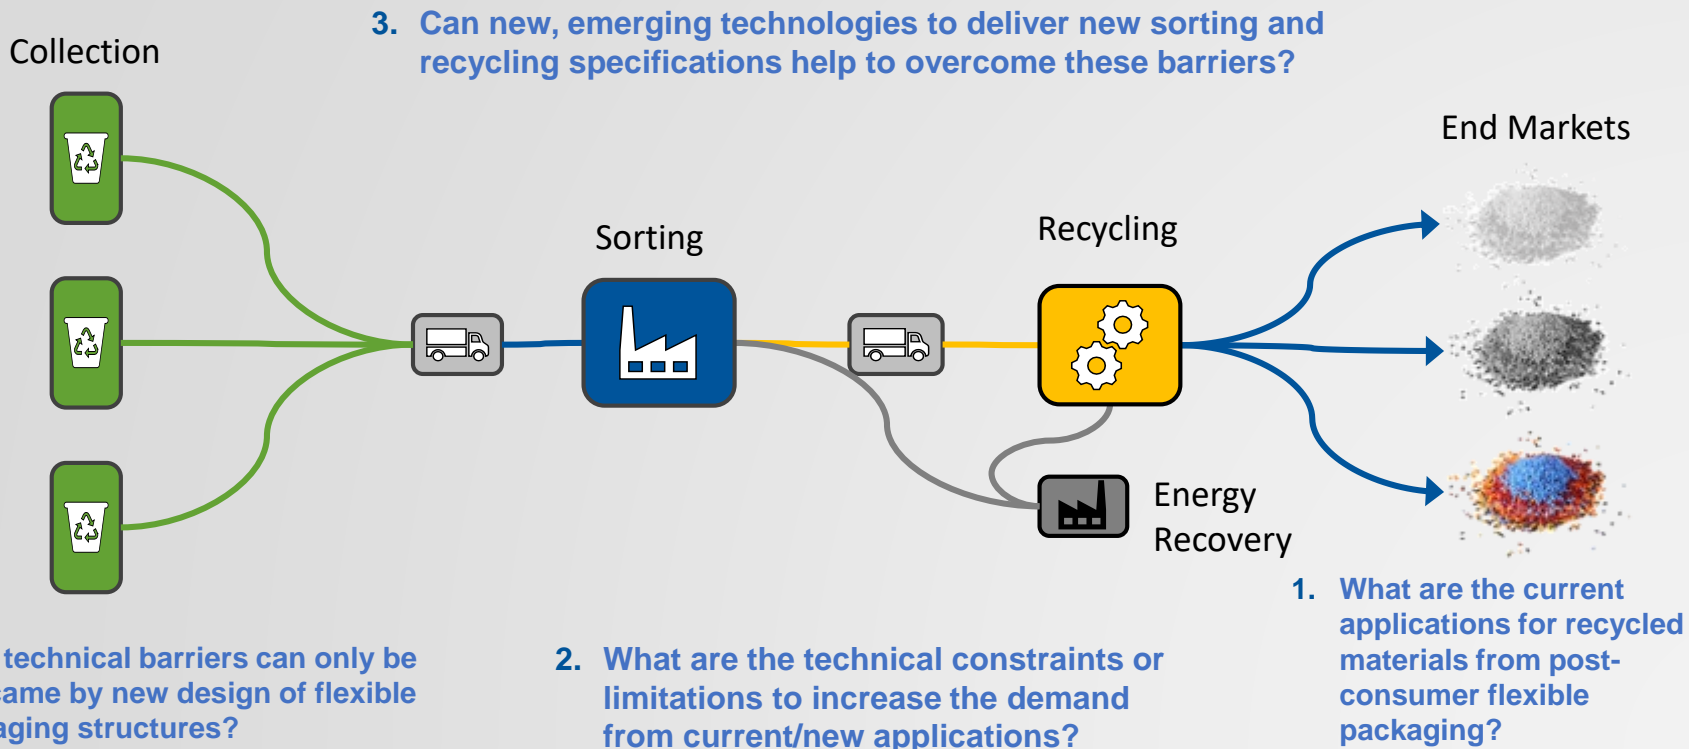 3. Can new, emerging technologies to deliver new sorting and
recycling specifications help to overcome these barriers?
Collection
End Markets
Sorting
Recycling
Energy
Recovery
1. What are the current
applications for recycled
materials from post-
consumer flexible
packaging?
technical barriers can only be
came by new design of flexible
aging structures?
2. What are the technical constraints or
limitations to increase the demand
from current/new applications?